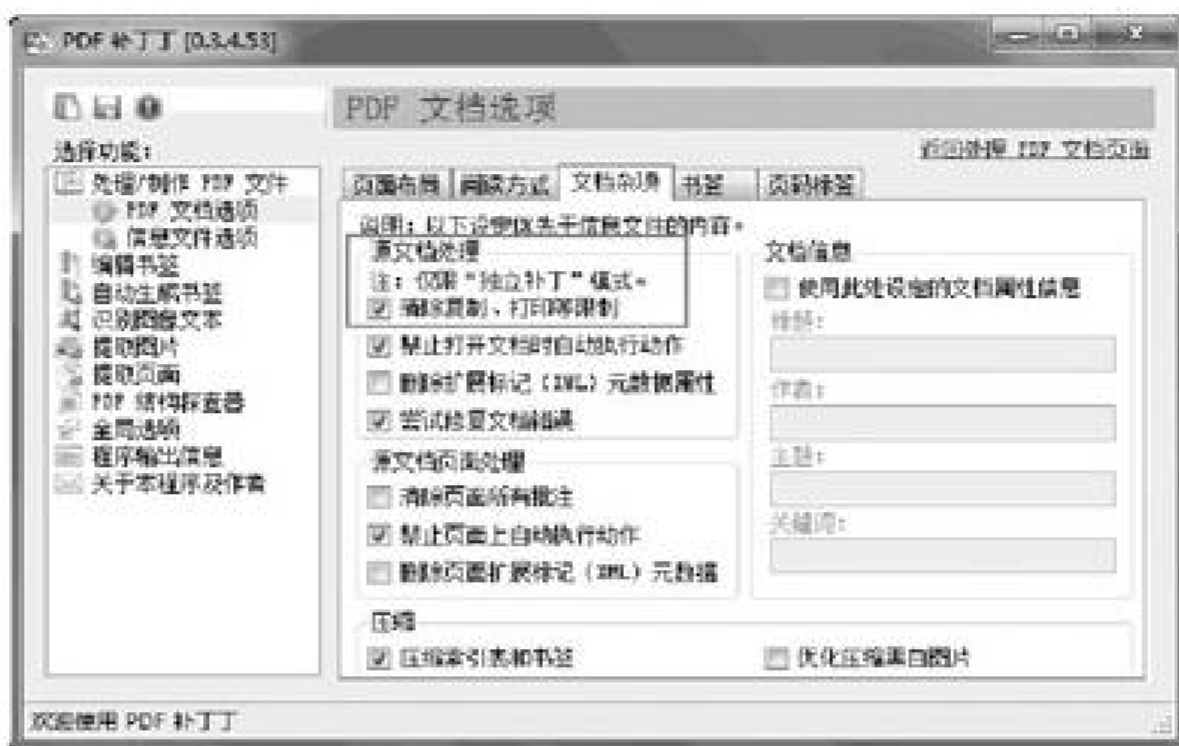 PDF 补丁丁 [0.3.4.53]
PDF 文档选项
选择功能:
返回处理 PDF 文档页面
处理/制作 PDF 文件
PDF 文档选项
信息文件选项
编辑书签
自动生成书签
识别图像文本
提取图片
提取页面
PDF 结构探查器
全局选项
程序输出信息
关于本程序及作者
页面布局 阅读方式 文档杂项 书签 页码标签
说明: 以下设定优先于信息文件的内容。
源文档处理
注: 仅限“独立补丁”模式。
清除复制、打印等限制
禁止打开文档时自动执行动作
删除扩展标记 (XML) 元数据属性
尝试修复文档错误
源文档页面处理
清除页面所有批注
禁止页面上自动执行动作
删除页面扩展标记 (XML) 元数据
文档信息
使用此处设定的文档属性信息
标题:
作者:
主题:
关键词:
压缩
压缩索引表和书签
优化压缩黑白图片
欢迎使用 PDF 补丁丁